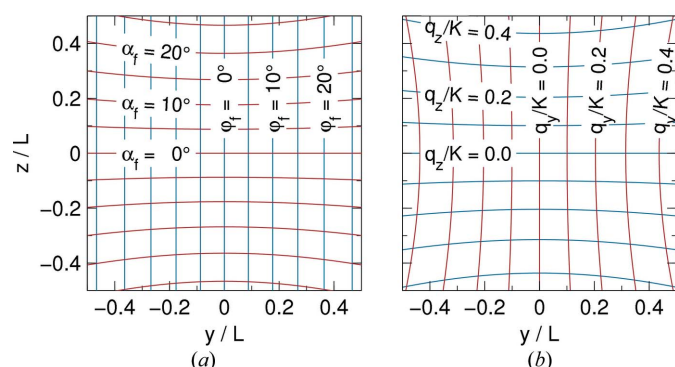 0.4
0.2
0
−0.2
−0.4
z / L
α_f = 20°
α_f = 10°
α_f = 0°
φ_f = 0°
φ_f = 10°
φ_f = 20°
−0.4 −0.2 0 0.2 0.4
y / L
(a)
q_z/K = 0.4
q_z/K = 0.2
q_z/K = 0.0
q_y/K = 0.0
q_y/K = 0.2
q_y/K = 0.4
−0.4 −0.2 0 0.2 0.4
y / L
(b)